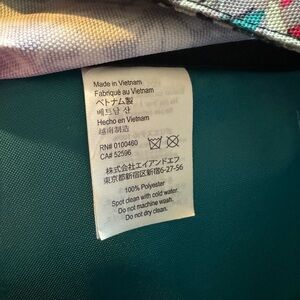 Made in Vietnam
Fabriqué au Vietnam
ベトナム製
베트남 산
Hecho en Vietnam
越南制造
RN# 0100460
CA# 52596
株式会社エイアンドエフ
東京都新宿区新宿6-27-56
100% Polyester
Spot clean with cold water.
Do not machine wash.
Do not dry clean.